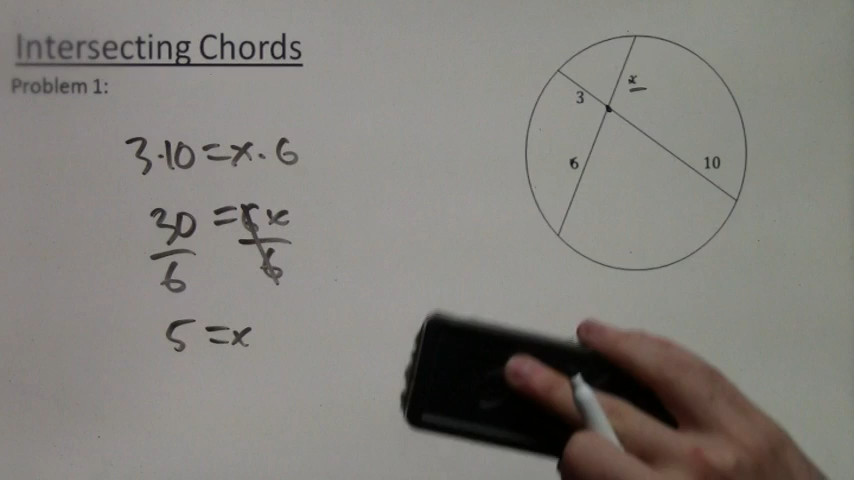 Intersecting Chords
Problem 1:
3·10=x·6
30/6=6x/6
5=x
x
3
6
10